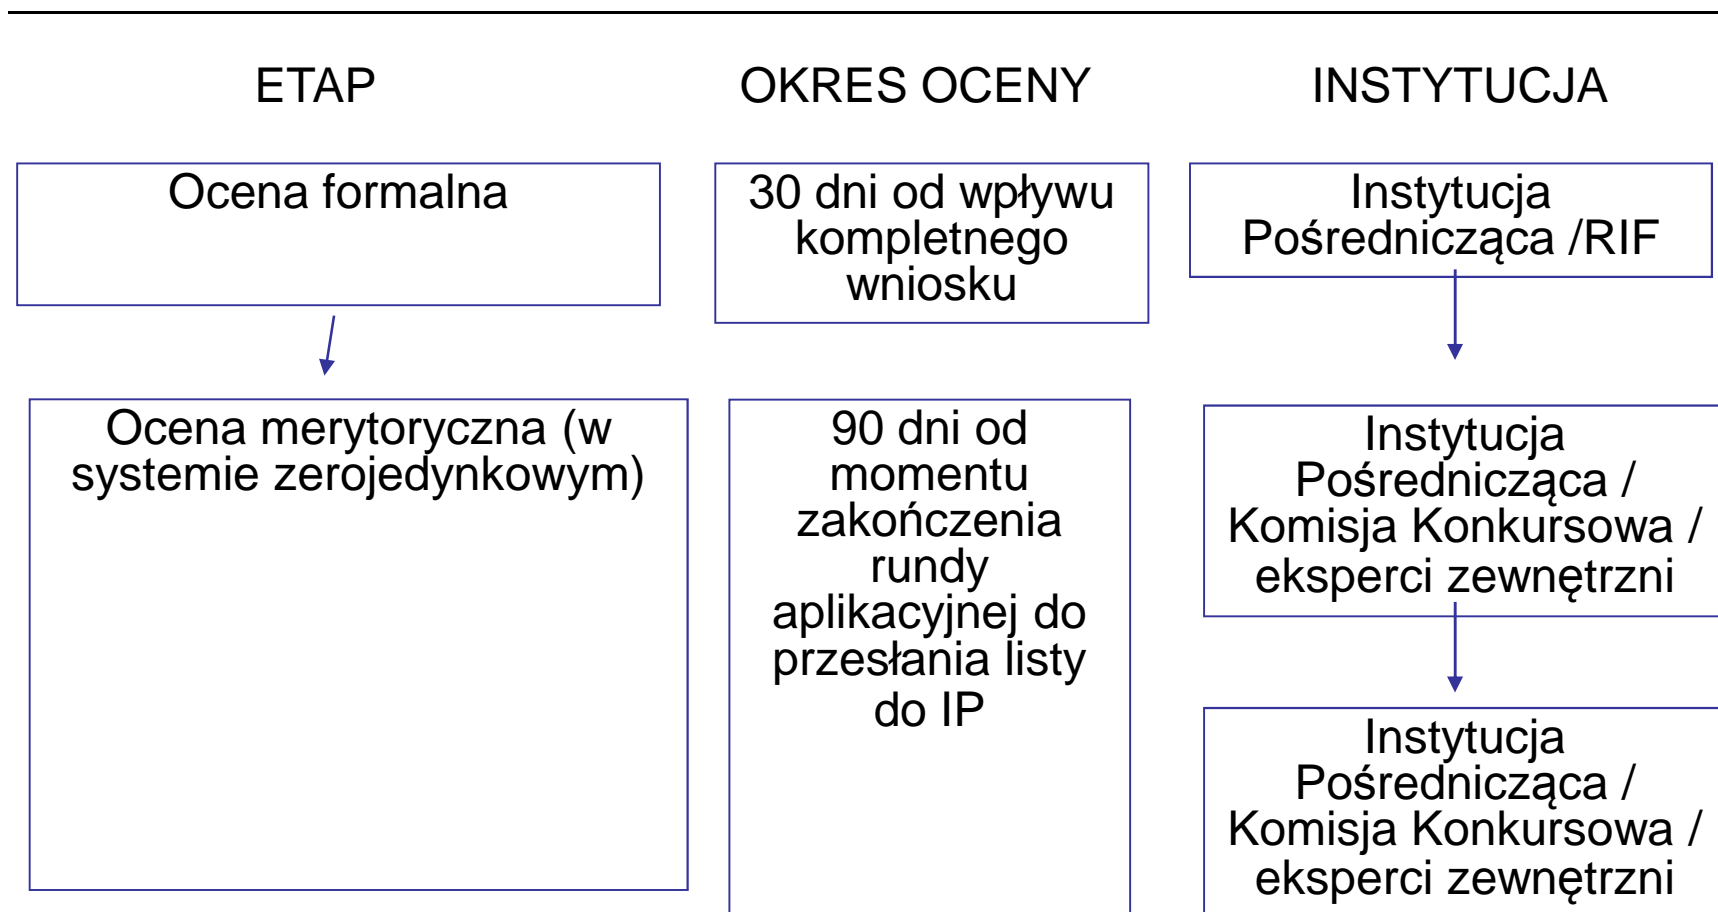 ETAP
OKRES OCENY
INSTYTUCJA
Ocena formalna
30 dni od wpływu
kompletnego
wniosku
Instytucja
Pośrednicząca /RIF
Ocena merytoryczna (w
systemie zerojedynkowym)
90 dni od
momentu
zakończenia
rundy
aplikacyjnej do
przesłania listy
do IP
Instytucja
Pośrednicząca /
Komisja Konkursowa /
eksperci zewnętrzni
Instytucja
Pośrednicząca /
Komisja Konkursowa /
eksperci zewnętrzni